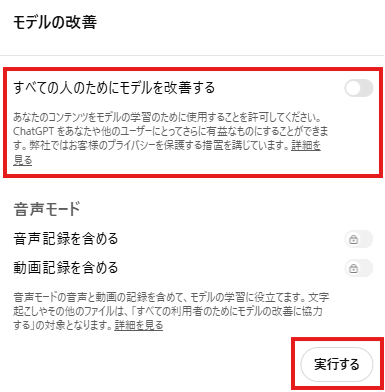 モデルの改善
すべての人のためにモデルを改善する
あなたのコンテンツをモデルの学習のために使用することを許可してください。
ChatGPT をあなたや他のユーザーにとってさらに有益なものにすることができま
す。弊社ではお客様のプライバシーを保護する措置を講じています。詳細を
見る
音声モード
音声記録を含める
動画記録を含める
音声モードの音声と動画の記録を含めて、モデルの学習に役立てます。文字
起こしやその他のファイルは、「すべての利用者のためにモデルの改善に協力
する」の対象となります。詳細を見る
実行する